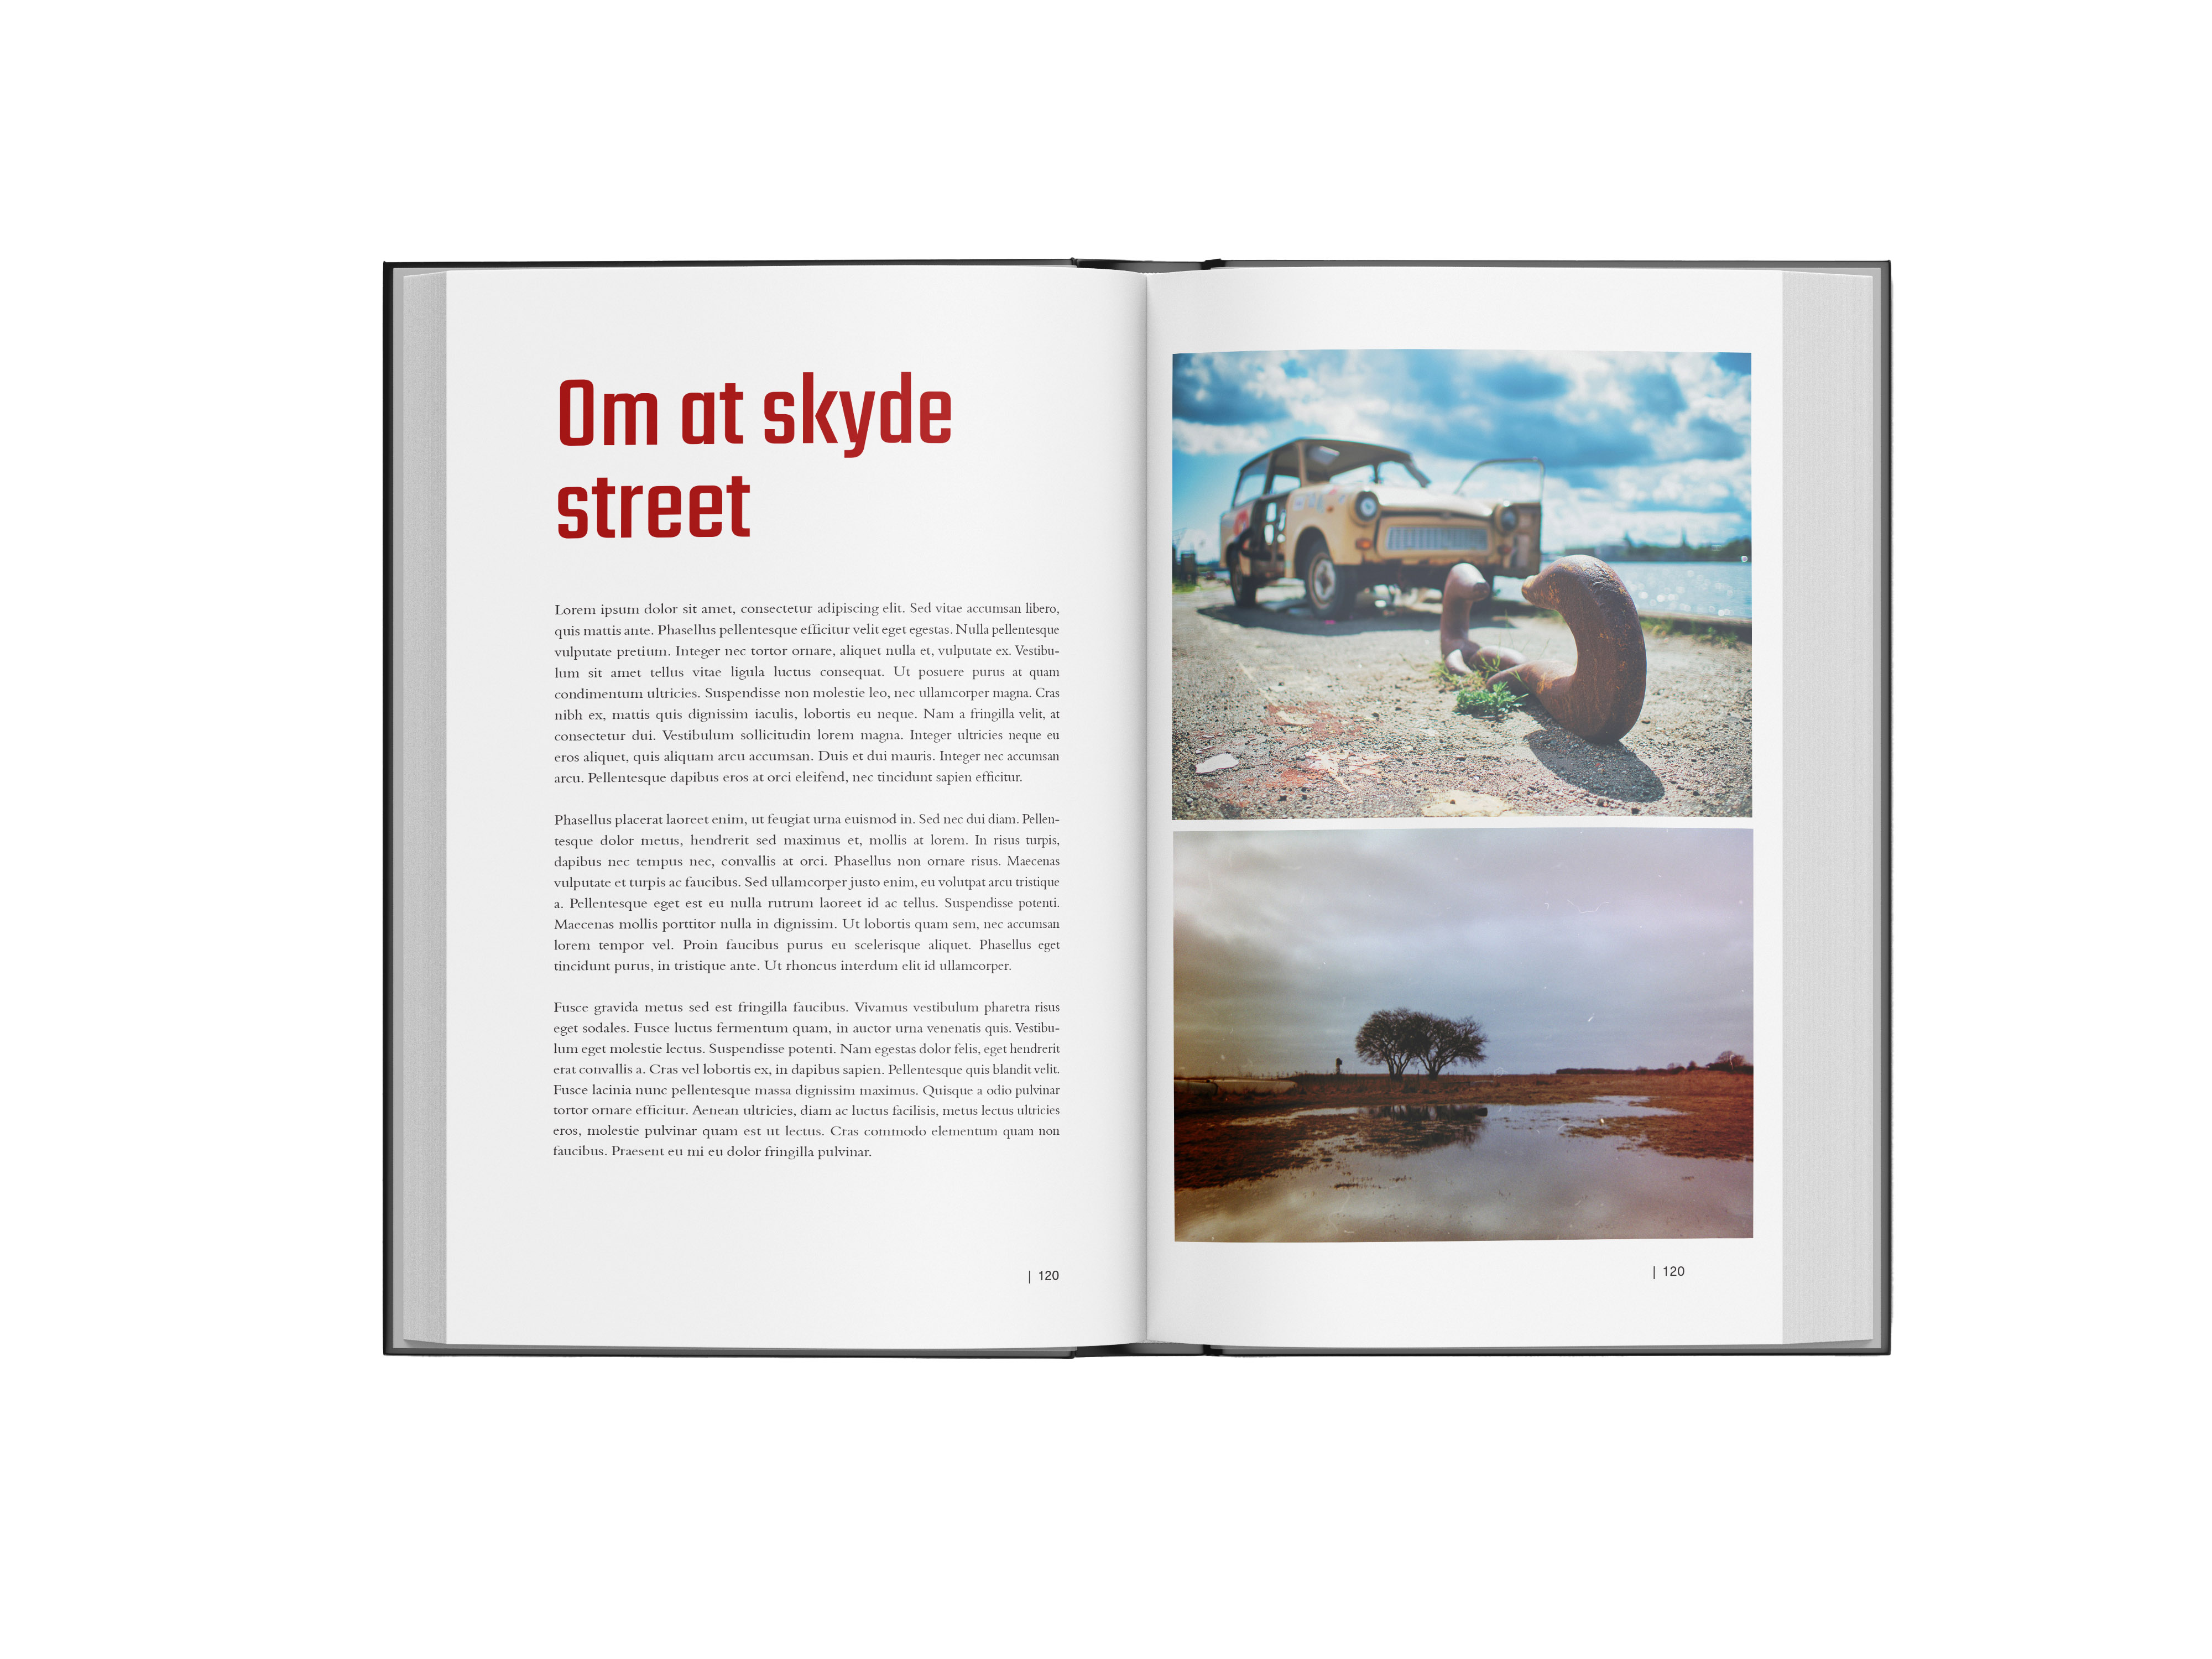 Om at skyde
street
Lorem ipsum dolor sit amet, consectetur adipiscing elit. Sed vitae accumsan libero,
quis mattis ante. Phasellus pellentesque efficitur velit eget egestas. Nulla pellentesque
vulputate pretium. Integer nec tortor ornare, aliquet nulla et, vulputate ex. Vestibu-
lum sit amet tellus vitae ligula luctus consequat. Ut posuere purus at quam
condimentum ultricies. Suspendisse non molestie leo, nec ullamcorper magna. Cras
nibh ex, mattis quis dignissim iaculis, lobortis eu neque. Nam a fringilla velit, at
consectetur dui. Vestibulum sollicitudin lorem magna. Integer ultricies neque eu
eros aliquet, quis aliquam arcu accumsan. Duis et dui mauris. Integer nec accumsan
arcu. Pellentesque dapibus eros at orci eleifend, nec tincidunt sapien efficitur.
Phasellus placerat laoreet enim, ut feugiat urna euismod in. Sed nec dui diam. Pellen-
tesque dolor metus, hendrerit sed maximus et, mollis at lorem. In risus turpis,
dapibus nec tempus nec, convallis at orci. Phasellus non ornare risus. Maecenas
vulputate et turpis ac faucibus. Sed ullamcorper justo enim, eu volutpat arcu tristique
a. Pellentesque eget est eu nulla rutrum laoreet id ac tellus. Suspendisse potenti.
Maecenas mollis porttitor nulla in dignissim. Ut lobortis quam sem, nec accumsan
lorem tempor vel. Proin faucibus purus eu scelerisque aliquet. Phasellus eget
tincidunt purus, in tristique ante. Ut rhoncus interdum elit id ullamcorper.
Fusce gravida metus sed est fringilla faucibus. Vivamus vestibulum pharetra risus
eget sodales. Fusce luctus fermentum quam, in auctor urna venenatis quis. Vestibu-
lum eget molestie lectus. Suspendisse potenti. Nam egestas dolor felis, eget hendrerit
erat convallis a. Cras vel lobortis ex, in dapibus sapien. Pellentesque quis blandit velit.
Fusce lacinia nunc pellentesque massa dignissim maximus. Quisque a odio pulvinar
tortor ornare efficitur. Aenean ultricies, diam ac luctus facilisis, metus lectus ultricies
eros, molestie pulvinar quam est ut lectus. Cras commodo elementum quam non
faucibus. Praesent eu mi eu dolor fringilla pulvinar.
| 120
| 120